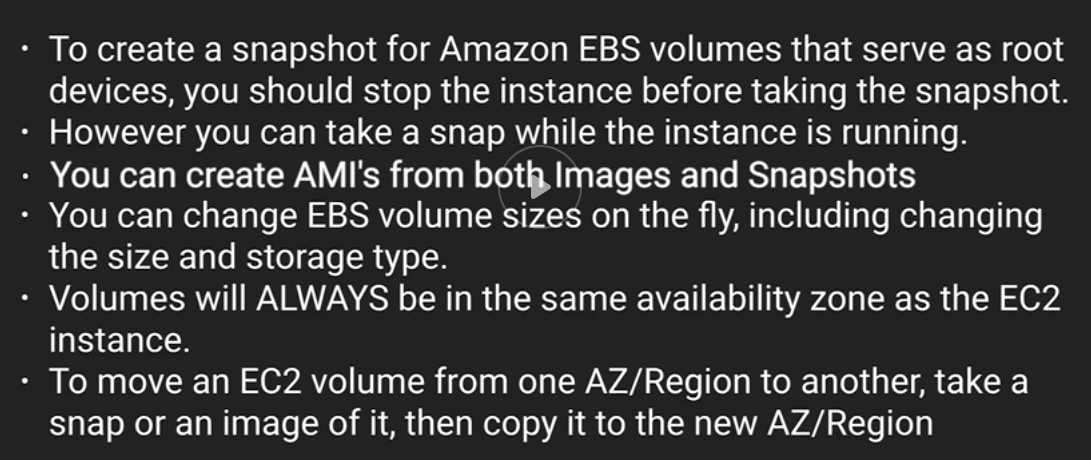 • To create a snapshot for Amazon EBS volumes that serve as root
devices, you should stop the instance before taking the snapshot.
• However you can take a snap while the instance is running.
• You can create AMI's from both Images and Snapshots
• You can change EBS volume sizes on the fly, including changing
the size and storage type.
• Volumes will ALWAYS be in the same availability zone as the EC2
instance.
• To move an EC2 volume from one AZ/Region to another, take a
snap or an image of it, then copy it to the new AZ/Region